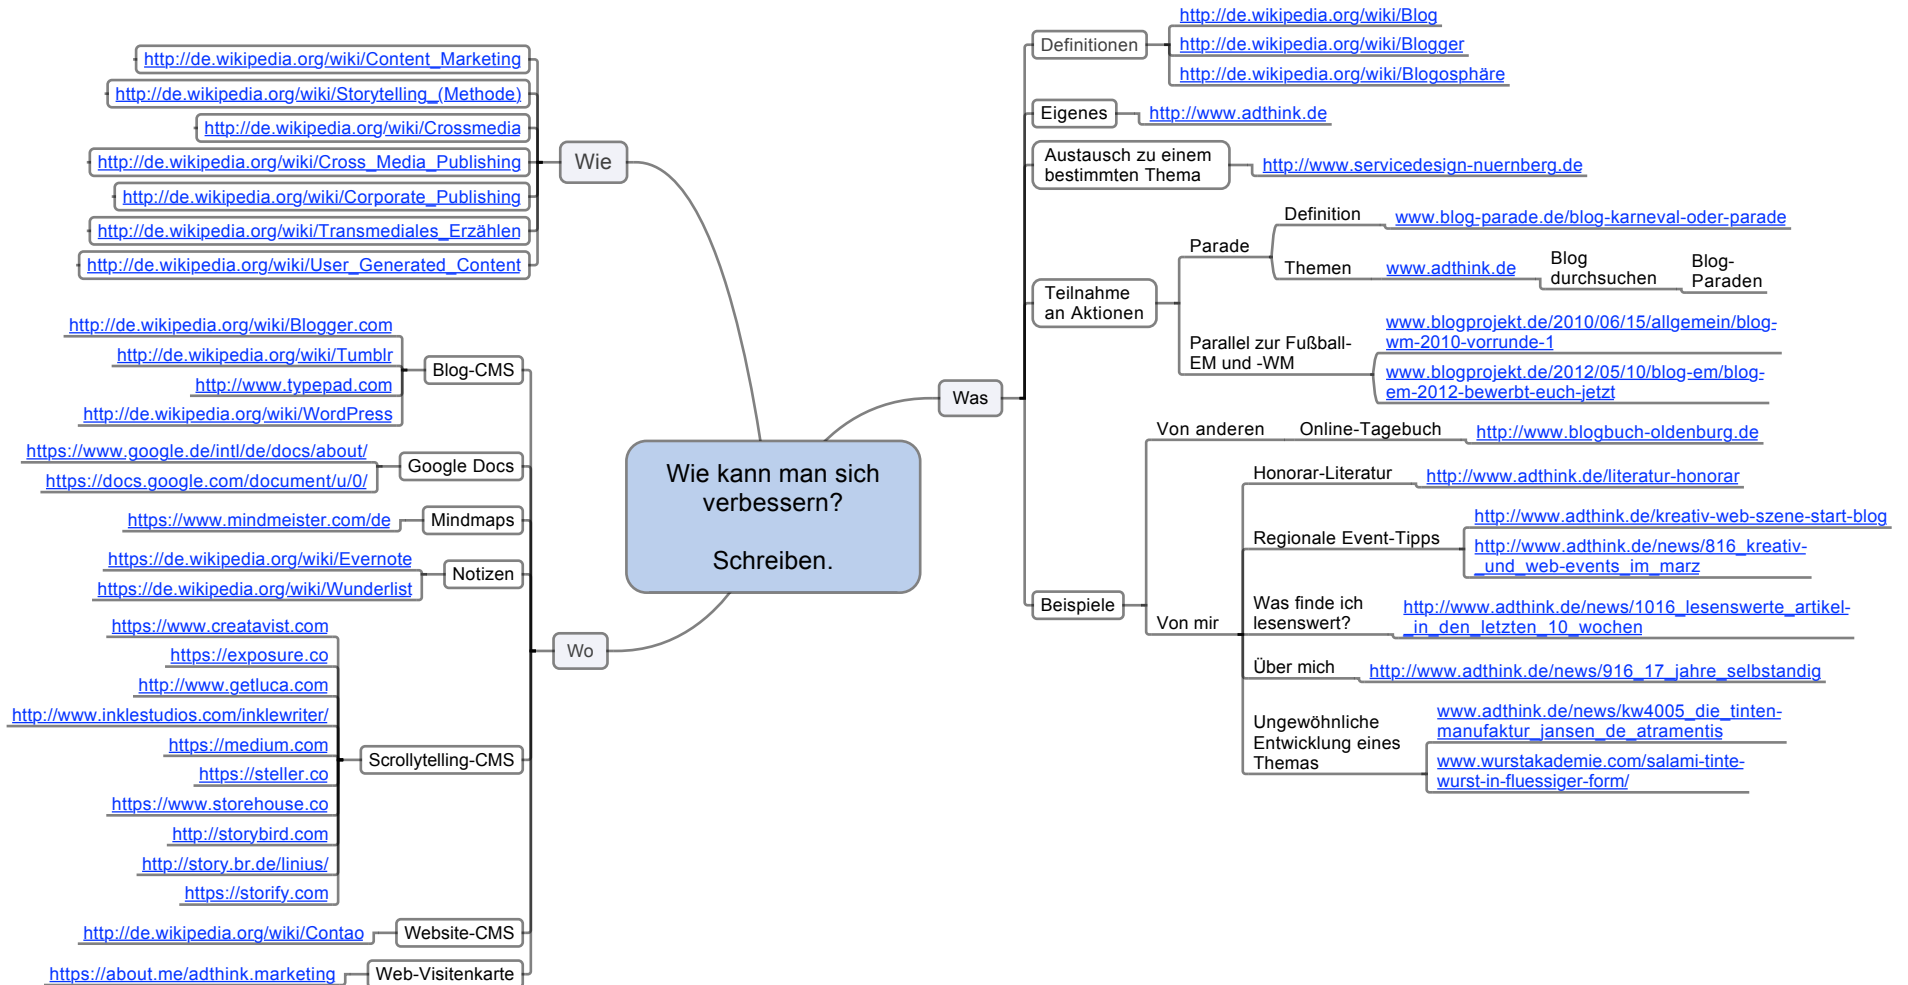 Wie kann man sich
verbessern?
Schreiben.
Wie
http://de.wikipedia.org/wiki/Content_Marketing
http://de.wikipedia.org/wiki/Storytelling_(Methode)
http://de.wikipedia.org/wiki/Crossmedia
http://de.wikipedia.org/wiki/Cross_Media_Publishing
http://de.wikipedia.org/wiki/Corporate_Publishing
http://de.wikipedia.org/wiki/Transmediales_Erzählen
http://de.wikipedia.org/wiki/User_Generated_Content
Wo
Blog-CMS
http://de.wikipedia.org/wiki/Blogger.com
http://de.wikipedia.org/wiki/Tumblr
http://www.typepad.com
http://de.wikipedia.org/wiki/WordPress
Google Docs
https://www.google.de/intl/de/docs/about/
https://docs.google.com/document/u/0/
Mindmaps
https://www.mindmeister.com/de
Notizen
https://de.wikipedia.org/wiki/Evernote
https://de.wikipedia.org/wiki/Wunderlist
Scrollytelling-CMS
https://www.creatavist.com
https://exposure.co
http://www.getluca.com
http://www.inklestudios.com/inklewriter/
https://medium.com
https://steller.co
https://www.storehouse.co
http://storybird.com
http://story.br.de/linius/
https://storify.com
Website-CMS
http://de.wikipedia.org/wiki/Contao
Web-Visitenkarte
https://about.me/adthink.marketing
Was
Definitionen
http://de.wikipedia.org/wiki/Blog
http://de.wikipedia.org/wiki/Blogger
http://de.wikipedia.org/wiki/Blogosphäre
Eigenes
http://www.adthink.de
Austausch zu einem
bestimmten Thema
http://www.servicedesign-nuernberg.de
Teilnahme
an Aktionen
Parade
Definition
www.blog-parade.de/blog-karneval-oder-parade
Themen
www.adthink.de
Blog
durchsuchen
Blog-
Paraden
Parallel zur Fußball-
EM und -WM
www.blogprojekt.de/2010/06/15/allgemein/blog-
wm-2010-vorrunde-1
www.blogprojekt.de/2012/05/10/blog-em/blog-
em-2012-bewerbt-euch-jetzt
Beispiele
Von anderen
Online-Tagebuch
http://www.blogbuch-oldenburg.de
Von mir
Honorar-Literatur
http://www.adthink.de/literatur-honorar
Regionale Event-Tipps
http://www.adthink.de/kreativ-web-szene-start-blog
http://www.adthink.de/news/816_kreativ-
_und_web-events_im_marz
Was finde ich
lesenswert?
http://www.adthink.de/news/1016_lesenswerte_artikel-
_in_den_letzten_10_wochen
Über mich
http://www.adthink.de/news/916_17_jahre_selbstandig
Ungewöhnliche
Entwicklung eines
Themas
www.adthink.de/news/kw4005_die_tinten-
manufaktur_jansen_de_atramentis
www.wurstakademie.com/salami-tinte-
wurst-in-fluessiger-form/